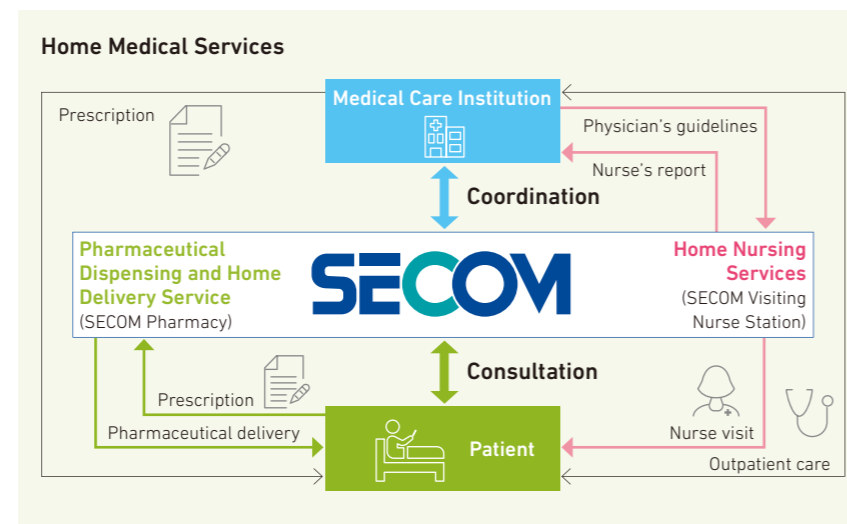 Home Medical Services
Medical Care Institution
Prescription
Physician's guidelines
Nurse's report
Coordination
Pharmaceutical
Dispensing and Home
Delivery Service
(SECOM Pharmacy)
SECOM
Home Nursing
Services
(SECOM Visiting
Nurse Station)
Consultation
Prescription
Pharmaceutical delivery
Patient
Nurse visit
Outpatient care